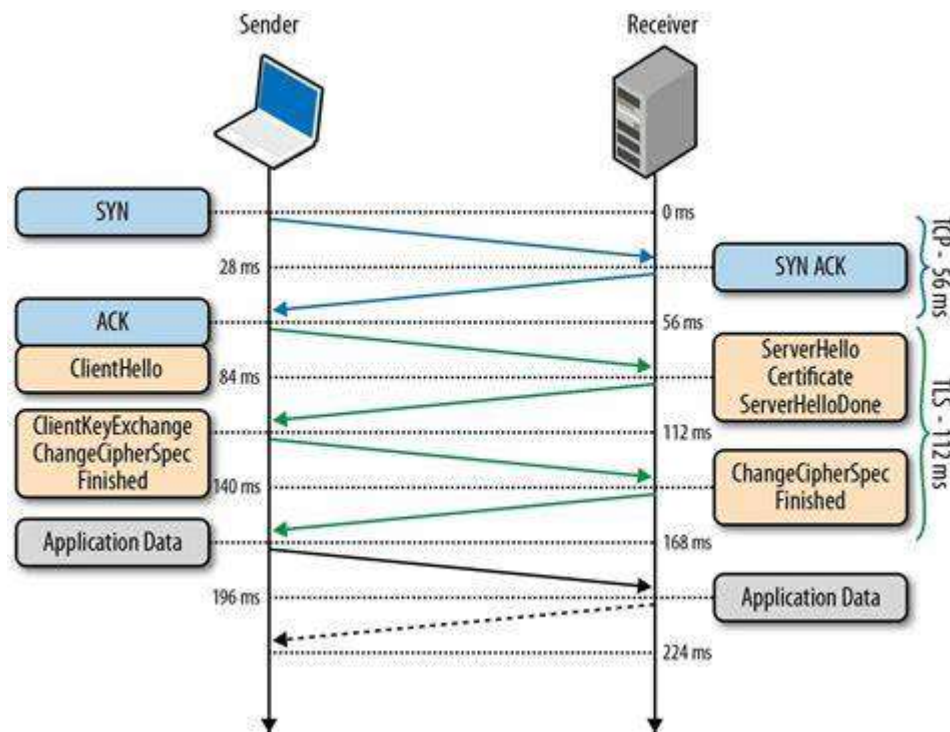 Sender
Receiver
SYN
0 ms
28 ms
SYN ACK
TCP - 56 ms
ACK
56 ms
ClientHello
84 ms
ServerHello
Certificate
ServerHelloDone
TLS - 112 ms
ClientKeyExchange
ChangeCipherSpec
Finished
112 ms
140 ms
ChangeCipherSpec
Finished
Application Data
168 ms
196 ms
Application Data
224 ms